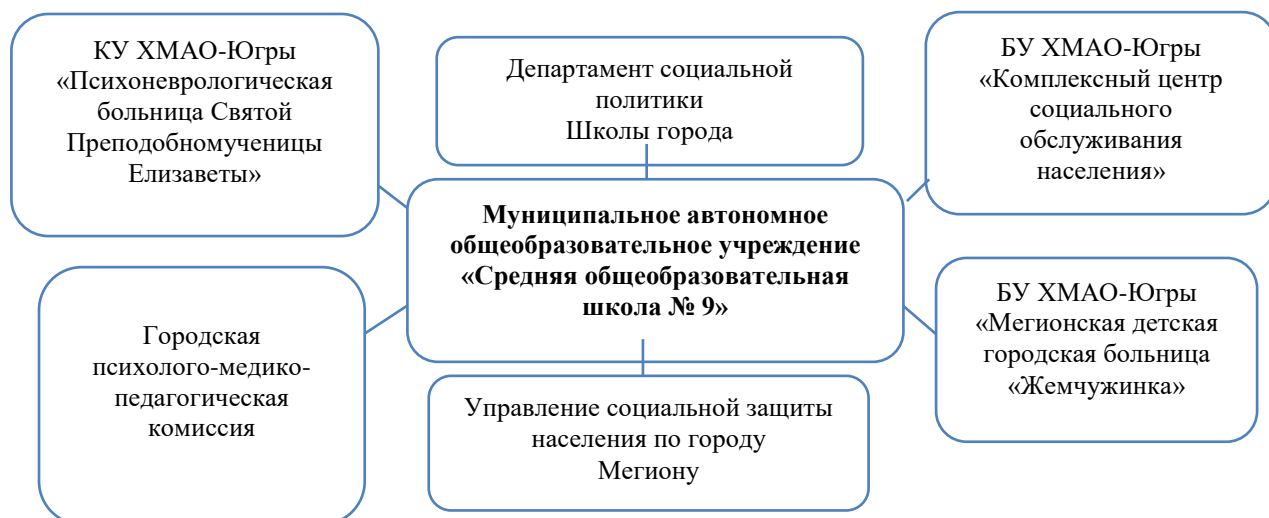 КУ ХМАО-Югры
«Психоневрологическая
больница Святой
Преподобномученицы
Елизаветы»
Департамент социальной
политики
Школы города
БУ ХМАО-Югры
«Комплексный центр
социального
обслуживания
населения»
Муниципальное автономное
общеобразовательное учреждение
«Средняя общеобразовательная
школа № 9»
Городская
психолого-медико-
педагогическая
комиссия
Управление социальной защиты
населения по городу
Мегиону
БУ ХМАО-Югры
«Мегионская детская
городская больница
«Жемчужинка»